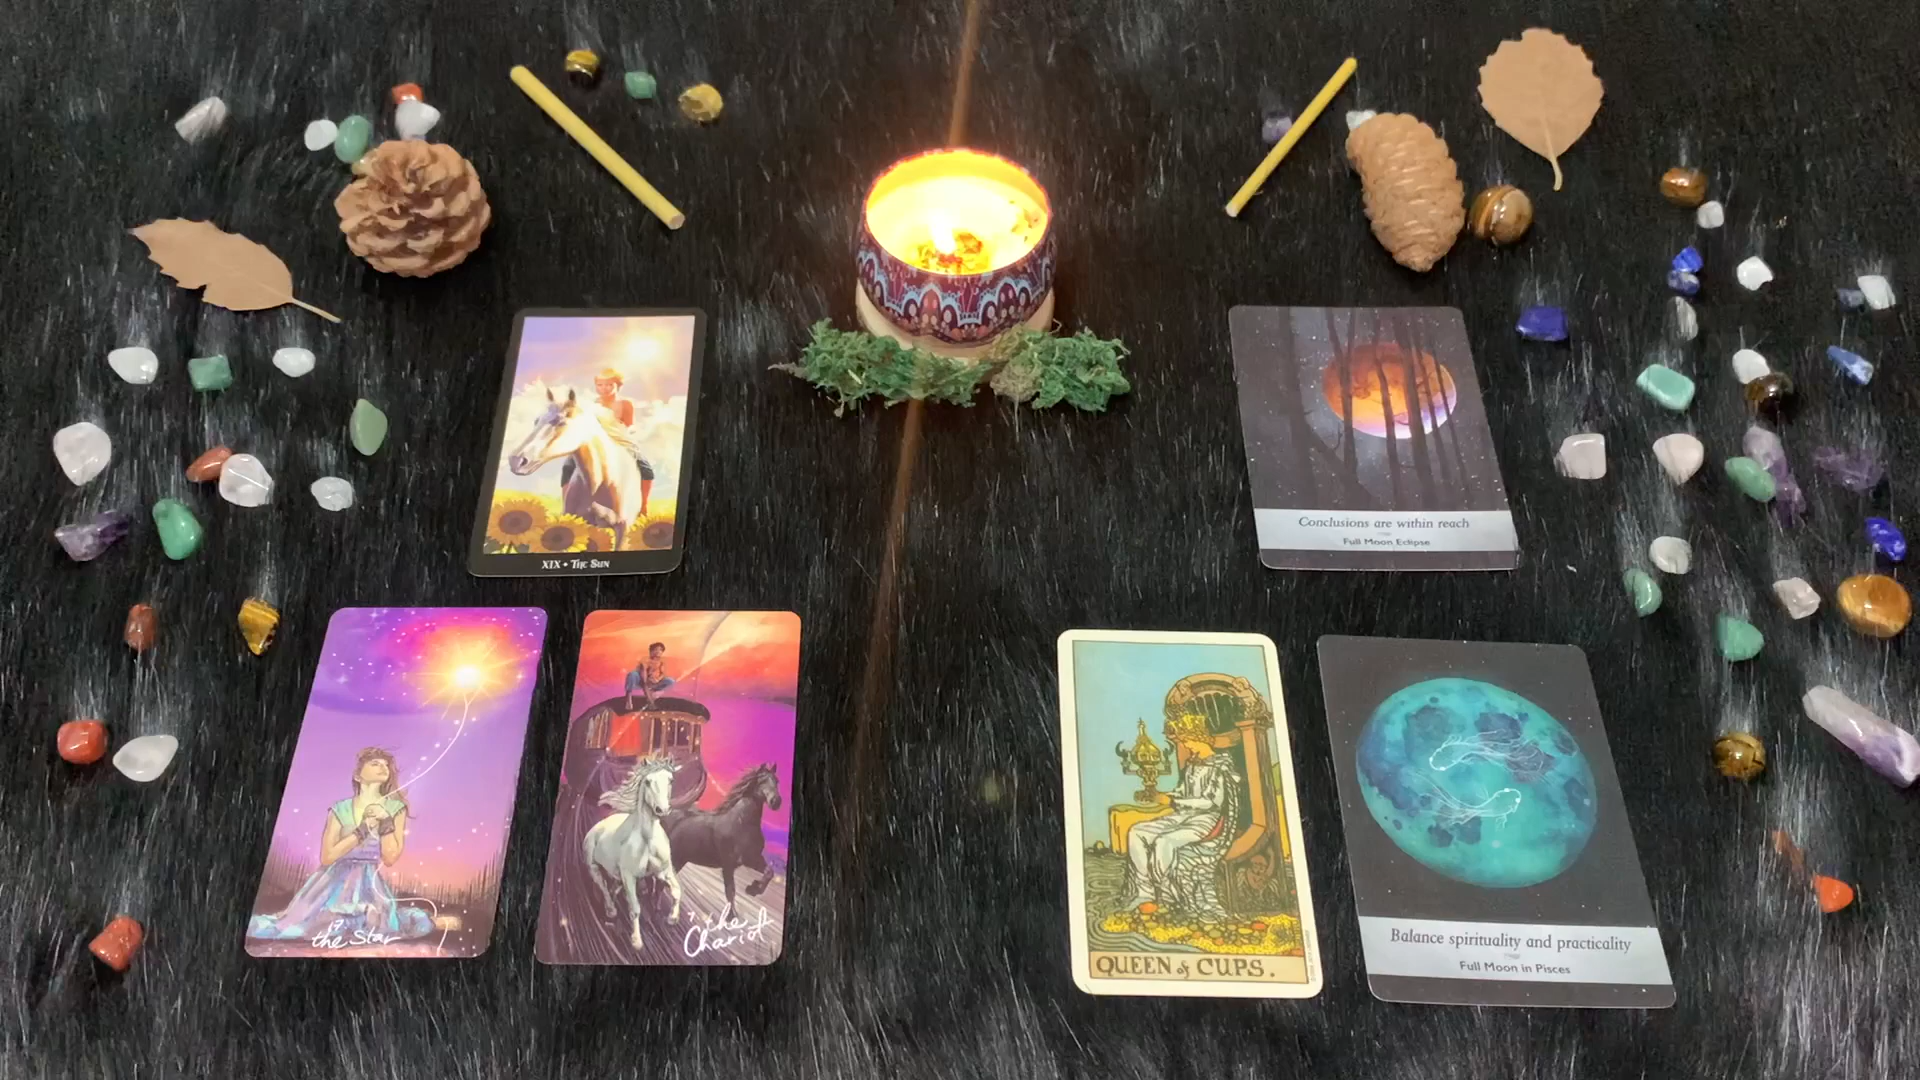 XIX • The Sun
Conclusions are within reach
Full Moon Eclipse
17
the Star
7 the
Chariot
QUEEN of CUPS.
Balance spirituality and practicality
Full Moon in Pisces